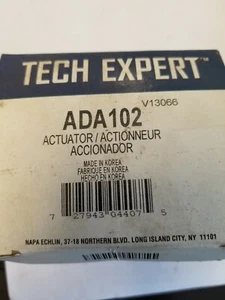 TECH EXPERT™
V13066
ADA102
ACTUATOR / ACTIONNEUR
ACCIONADOR
MADE IN KOREA
FABRIQUE EN KOREA
HECHO EN KOREA
7 27943 04407 5
NAPA ECHLIN, 37-18 NORTHERN BLVD. LONG ISLAND CITY, NY 11101